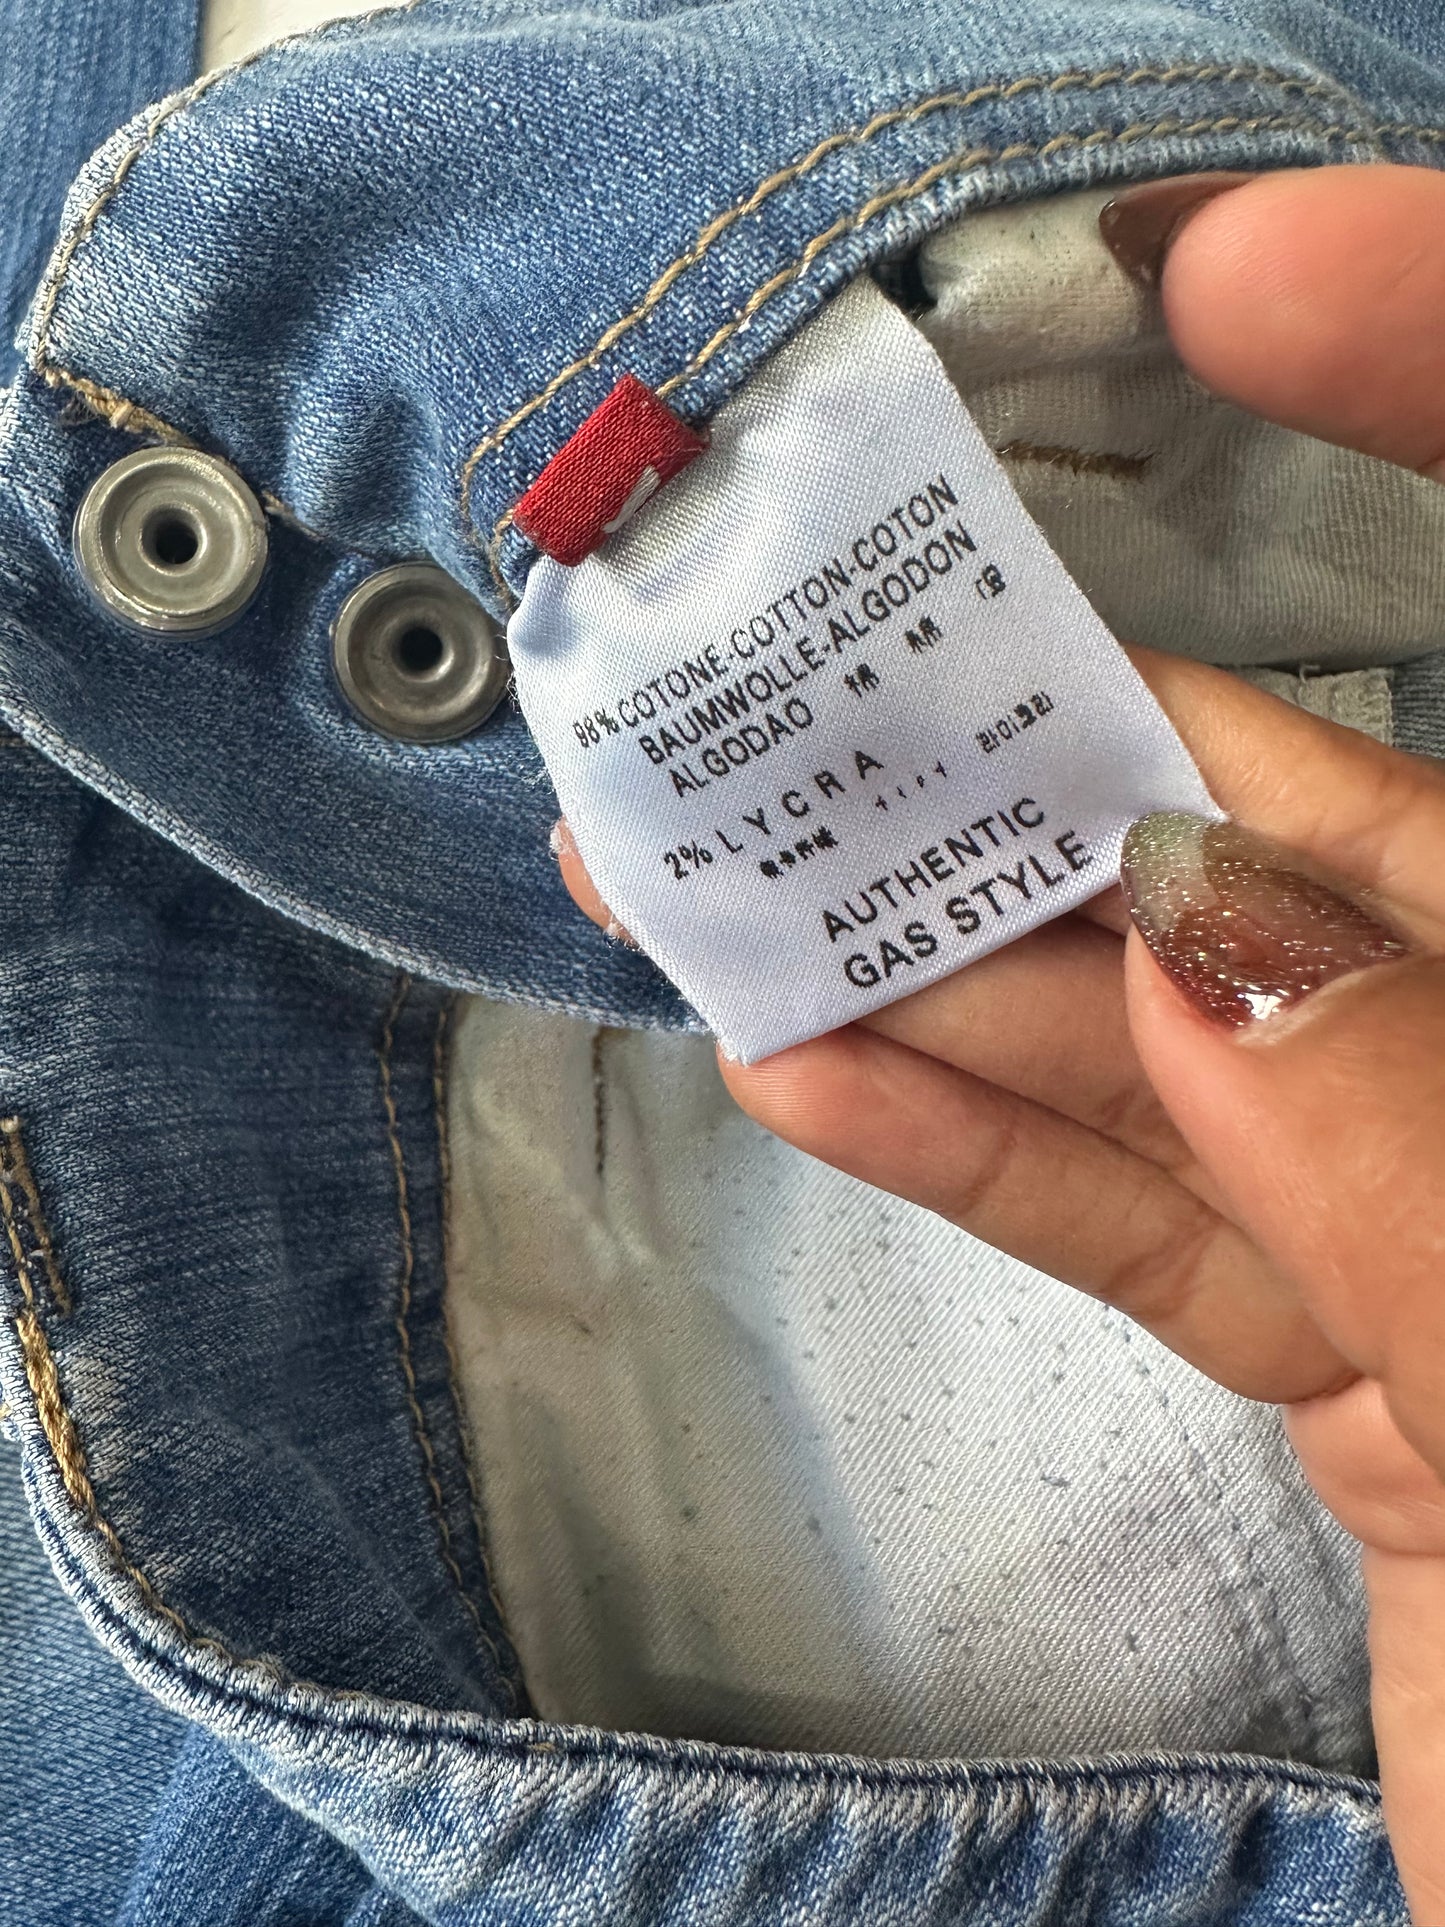 98% COTONE-COTTON-COTON
BAUMWOLLE-ALGODON
ALGODAO
2% LYCRA
AUTHENTIC
GAS STYLE